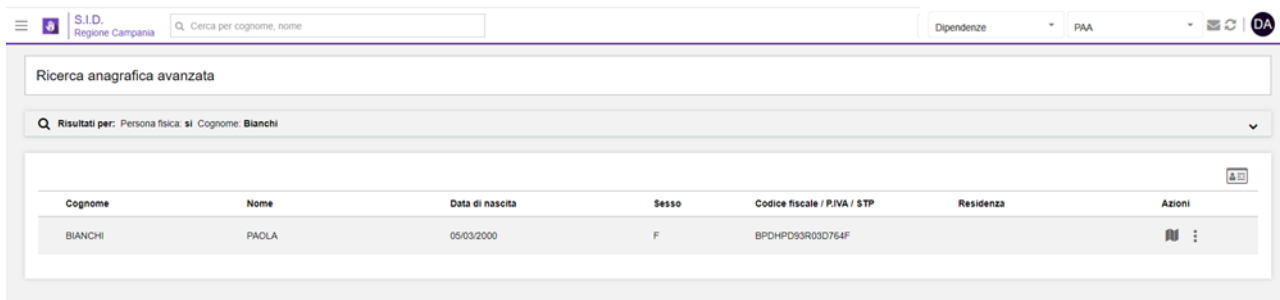 S.I.D.
Regione Campania
Cerca per cognome, nome
Dipendenze
PAA
DA
Ricerca anagrafica avanzata
Risultati per: Persona fisica: si Cognome: Bianchi
Cognome Nome Data di nascita Sesso Codice fiscale / P.IVA / STP Residenza Azioni
BIANCHI PAOLA 05/03/2000 F BPDHPD93R03D764F